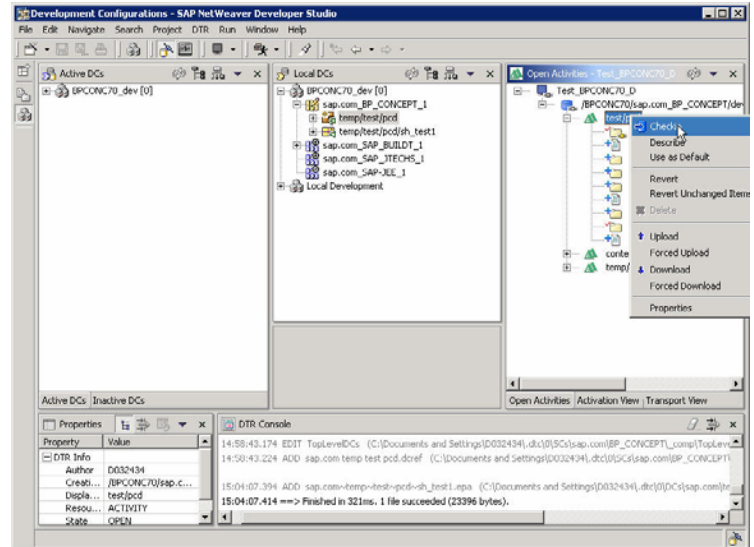 Development Configurations - SAP NetWeaver Developer Studio
File Edit Navigate Search Project DTR Run Window Help
Active DCs
BPCONC70_dev [0]
Active DCs Inactive DCs
Local DCs
BPCONC70_dev [0]
sap.com_BP_CONCEPT_1
temp/test/pcd
temp/test/pcd/sh_test1
sap.com_SAP_BUILDT_1
sap.com_SAP_JTECHS_1
sap.com_SAP-JEE_1
Local Development
Open Activities - Test_BPCONC70_D
Test_BPCONC70_D
/BPCONC70/sap.com_BP_CONCEPT/dev
test/p
conte
temp/
Check
Describe
Use as Default
Revert
Revert Unchanged Items
Delete
Upload
Forced Upload
Download
Forced Download
Properties
Open Activities Activation View Transport View
Properties
Property Value
DTR Info
Author D032434
Creati... /BPCONC70/sap.c...
Displa... test/pcd
Resou... ACTIVITY
State OPEN
DTR Console
14:58:43.174 EDIT TopLevelDCs (C:\Documents and Settings\D032434\.dtc\0\SCs\sap.com\BP_CONCEPT\_comp\TopLeve
14:58:43.224 ADD sap.com temp test pcd.dcref (C:\Documents and Settings\D032434\.dtc\0\SCs\sap.com\BP_CONCEPT\
15:04:07.394 ADD sap.com~temp~test~pcd~sh_test1.epa (C:\Documents and Settings\D032434\.dtc\0\DCs\sap.com\te
15:04:07.414 ==> Finished in 321ms. 1 file succeeded (23396 bytes).